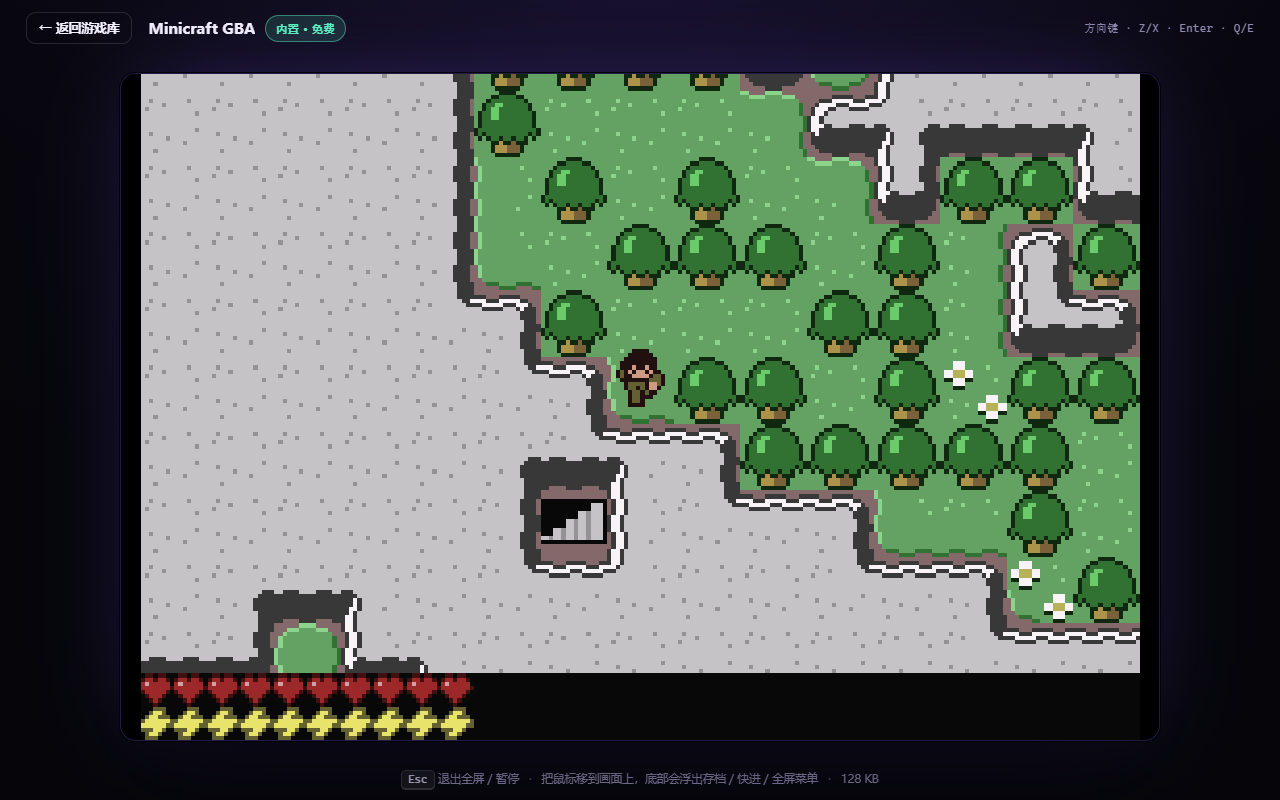 ← 返回游戏库 Minicraft GBA 内置 • 免费 方向键 · Z/X · Enter · Q/E
Esc 退出全屏 / 暂停 · 把鼠标移到画面上，底部会浮出存档 / 快进 / 全屏菜单 · 128 KB